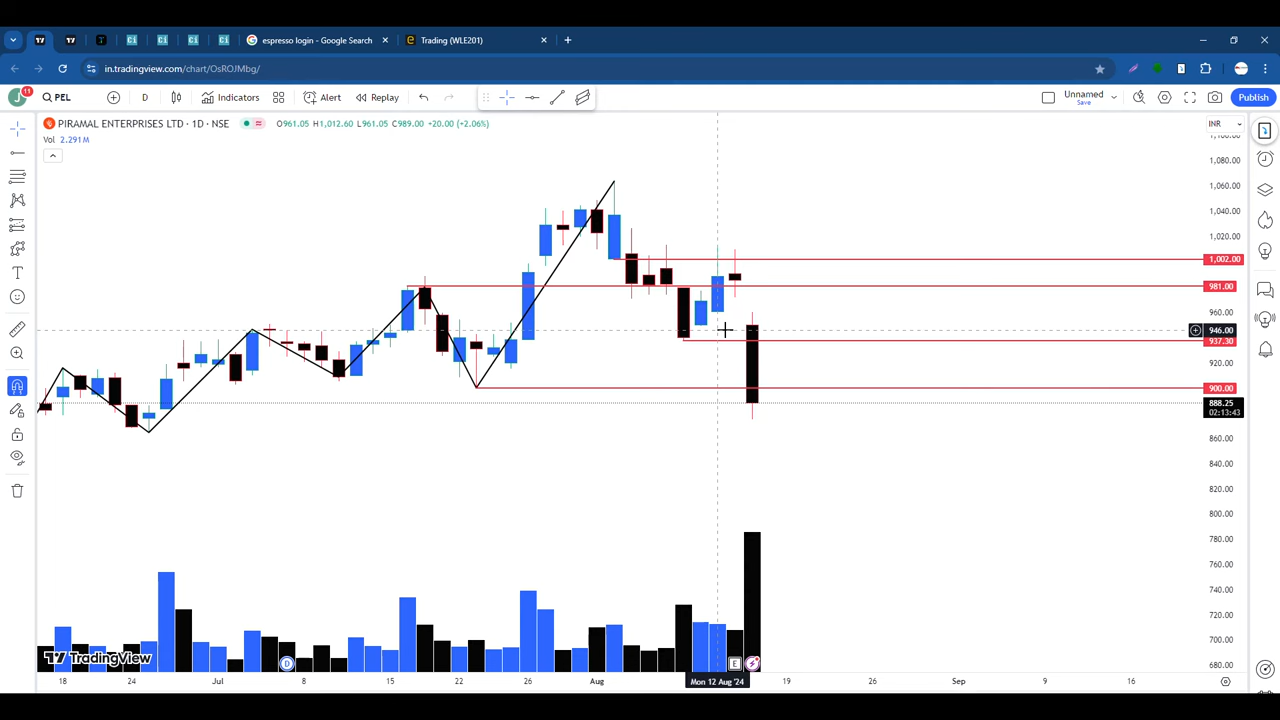 espresso login - Google Search
Trading (WLE201)
in.tradingview.com/chart/OsROJMbg/
J 11 PEL D Indicators Alert Replay Unnamed Save Publish
PIRAMAL ENTERPRISES LTD · 1D · NSE O961.05 H1,012.60 L961.05 C989.00 +20.00 (+2.06%)
INR
Vol 2.291M
1,080.00
1,060.00
1,040.00
1,020.00
1,002.00
981.00
960.00
946.00
937.30
920.00
900.00
888.25
02:13:43
860.00
840.00
820.00
800.00
780.00
760.00
740.00
720.00
700.00
680.00
TradingView
D E
18 24 Jul 8 15 22 26 Aug Mon 12 Aug '24 19 26 Sep 9 16